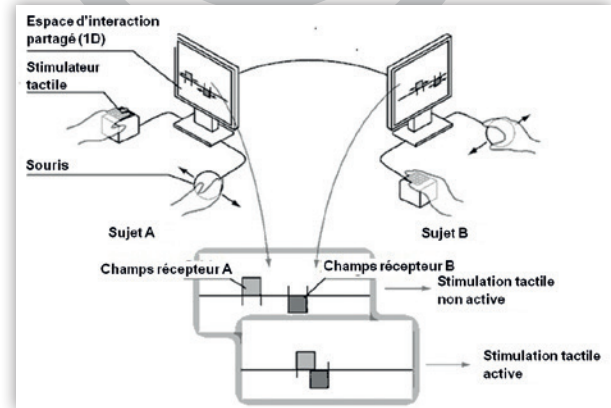 Espace d'interaction
partagé (1D)
Stimulateur
tactile
Souris
Sujet A
Sujet B
Champs récepteur A
Champs récepteur B
Stimulation tactile
non active
Stimulation tactile
active